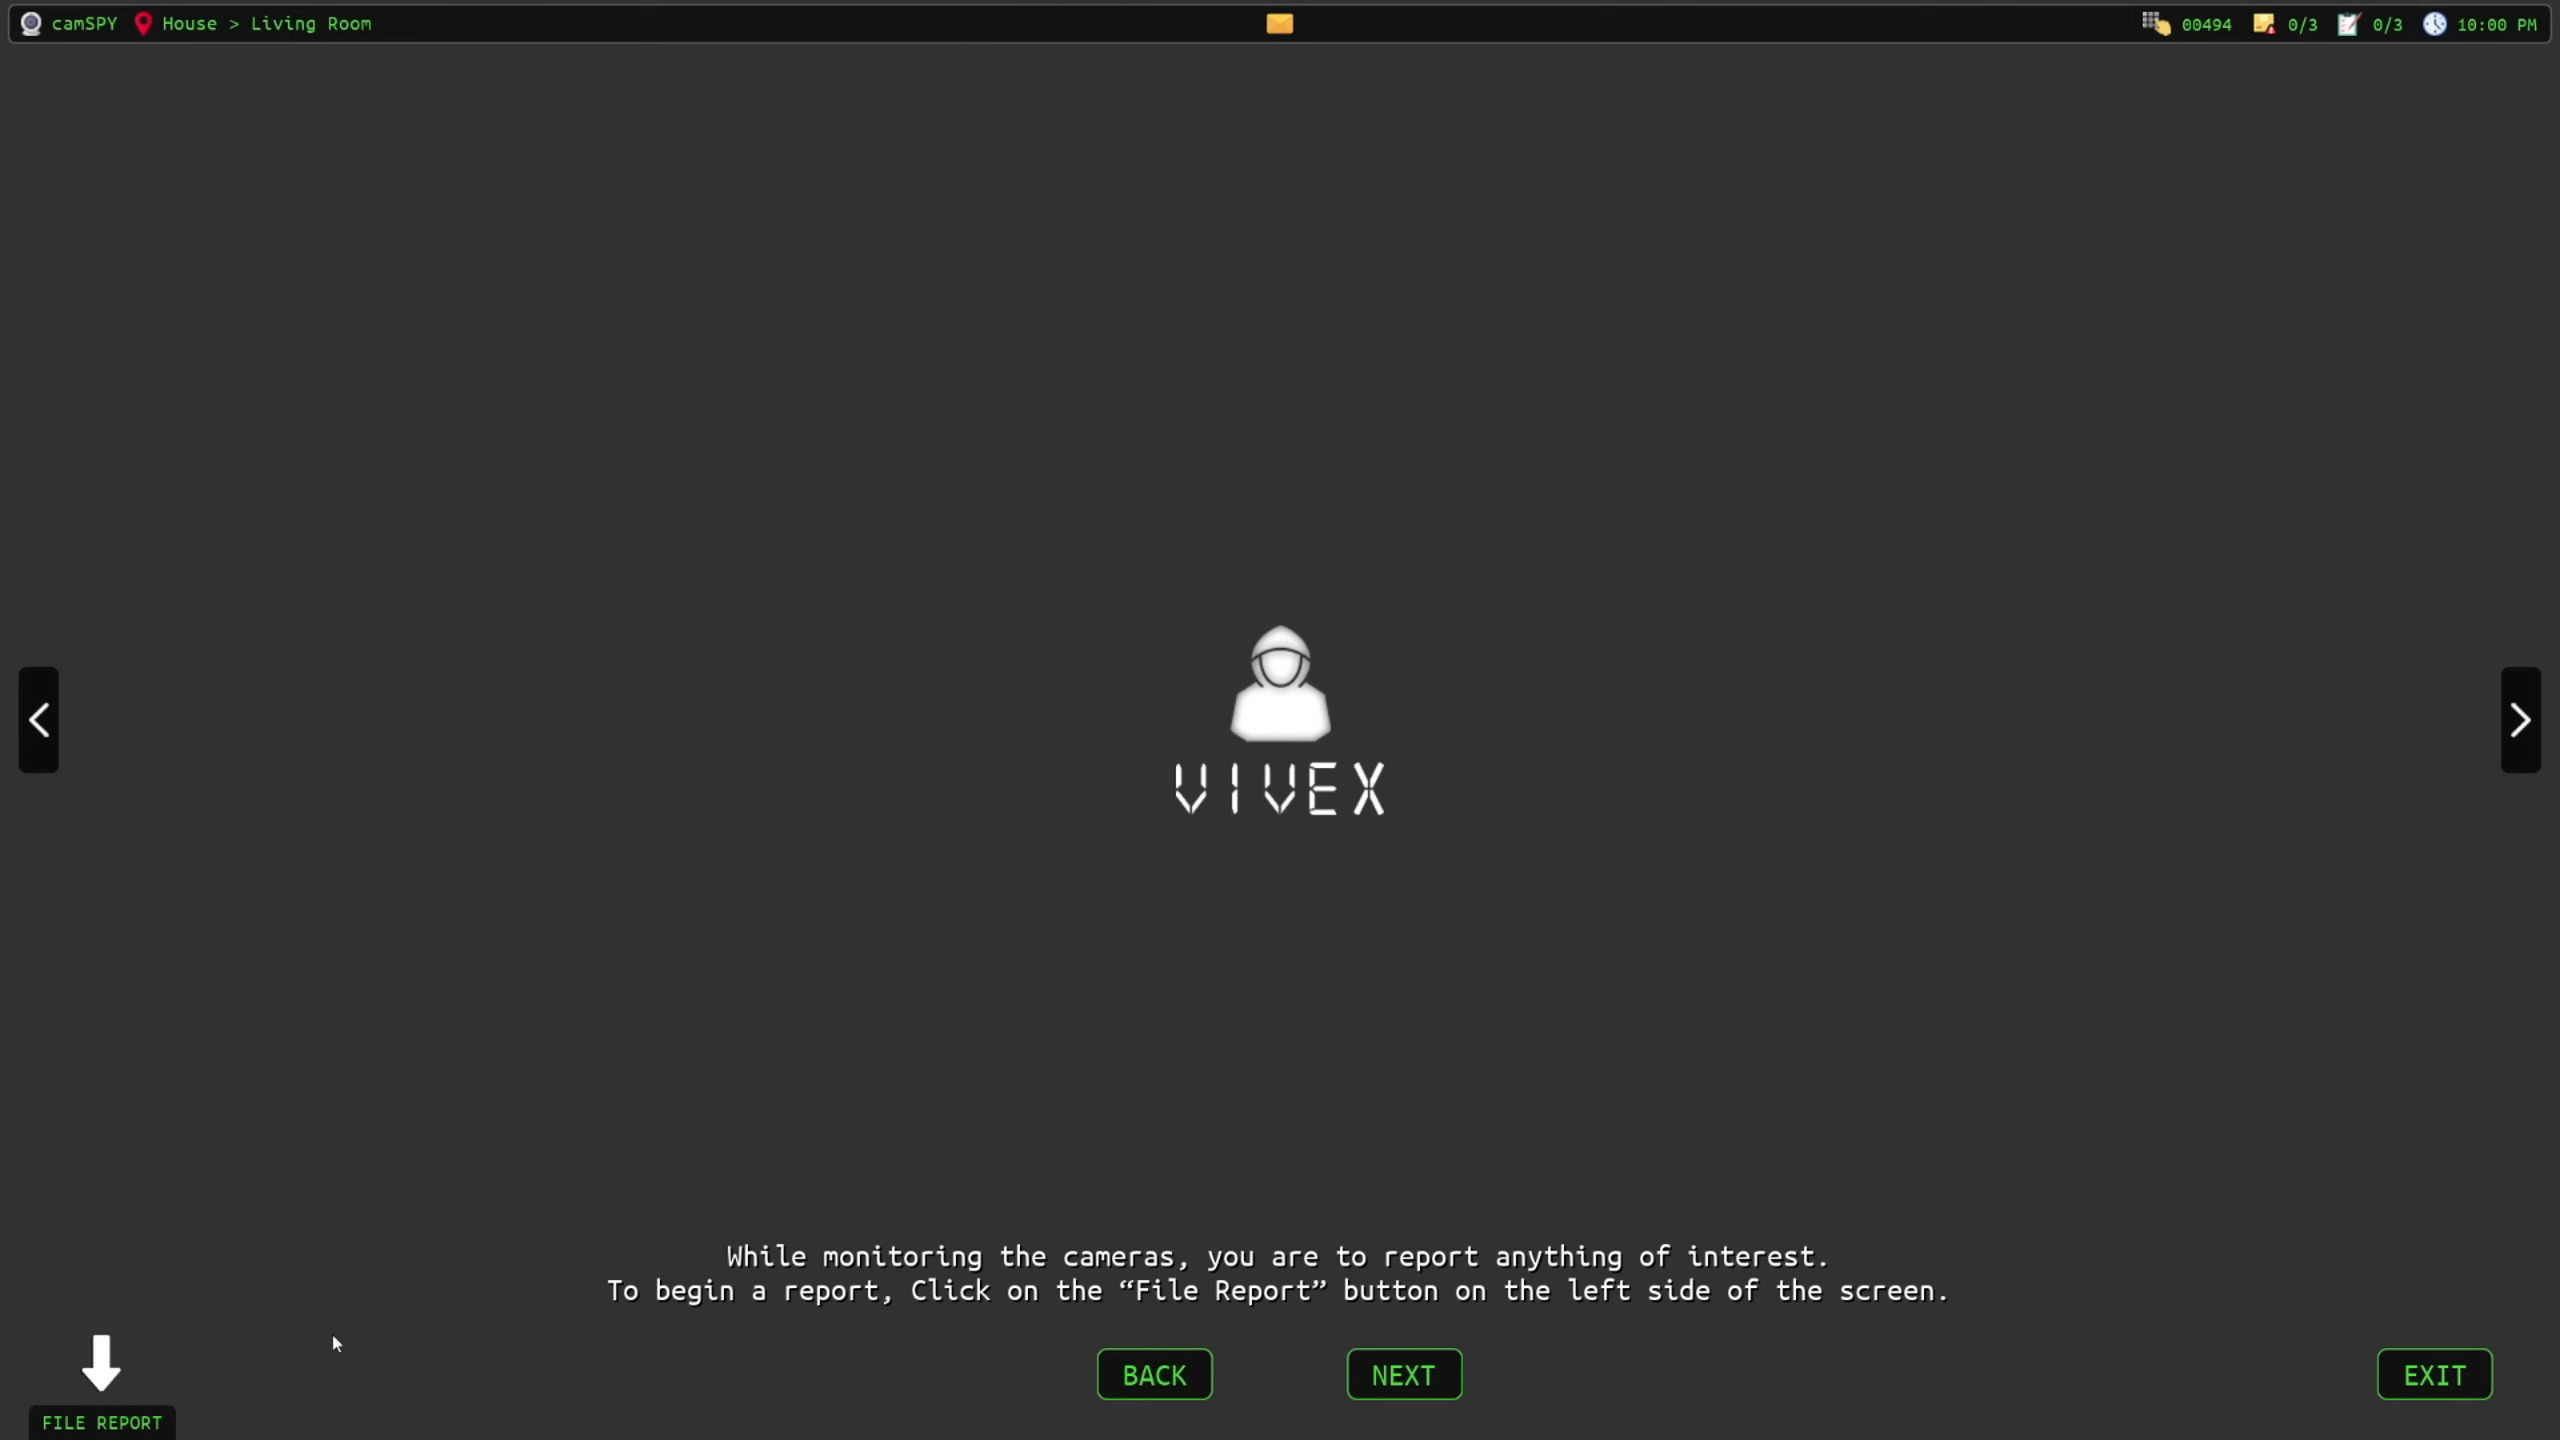 camSPY House > Living Room 00494 0/3 0/3 10:00 PM
VIVEX
While monitoring the cameras, you are to report anything of interest.
To begin a report, Click on the “File Report” button on the left side of the screen.
BACK NEXT EXIT
FILE REPORT